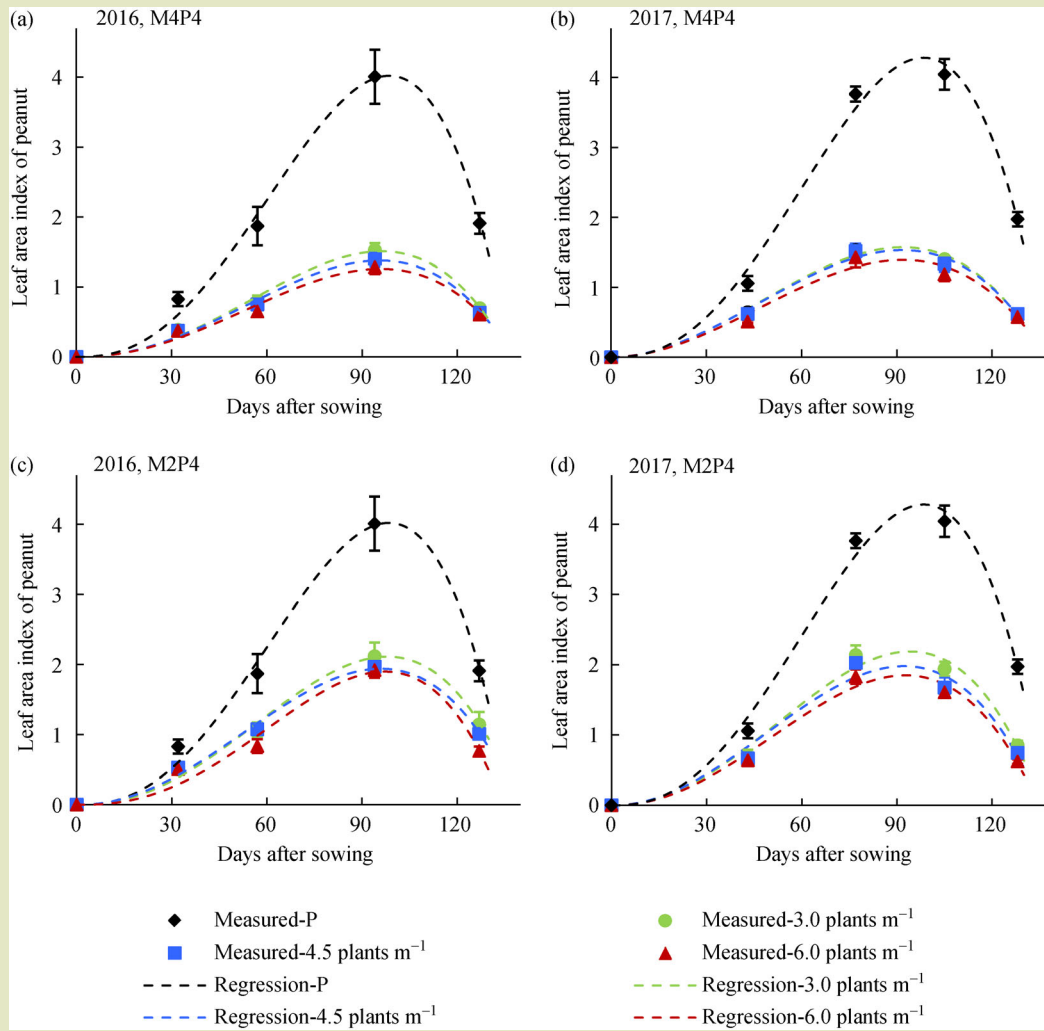 (a) 2016, M4P4
Leaf area index of peanut
4
3
2
1
0
0 30 60 90 120
Days after sowing
(b) 2017, M4P4
Leaf area index of peanut
4
3
2
1
0
0 30 60 90 120
Days after sowing
(c) 2016, M2P4
Leaf area index of peanut
4
3
2
1
0
0 30 60 90 120
Days after sowing
(d) 2017, M2P4
Leaf area index of peanut
4
3
2
1
0
0 30 60 90 120
Days after sowing
Measured-P
Measured-3.0 plants m⁻¹
Measured-4.5 plants m⁻¹
Measured-6.0 plants m⁻¹
Regression-P
Regression-3.0 plants m⁻¹
Regression-4.5 plants m⁻¹
Regression-6.0 plants m⁻¹